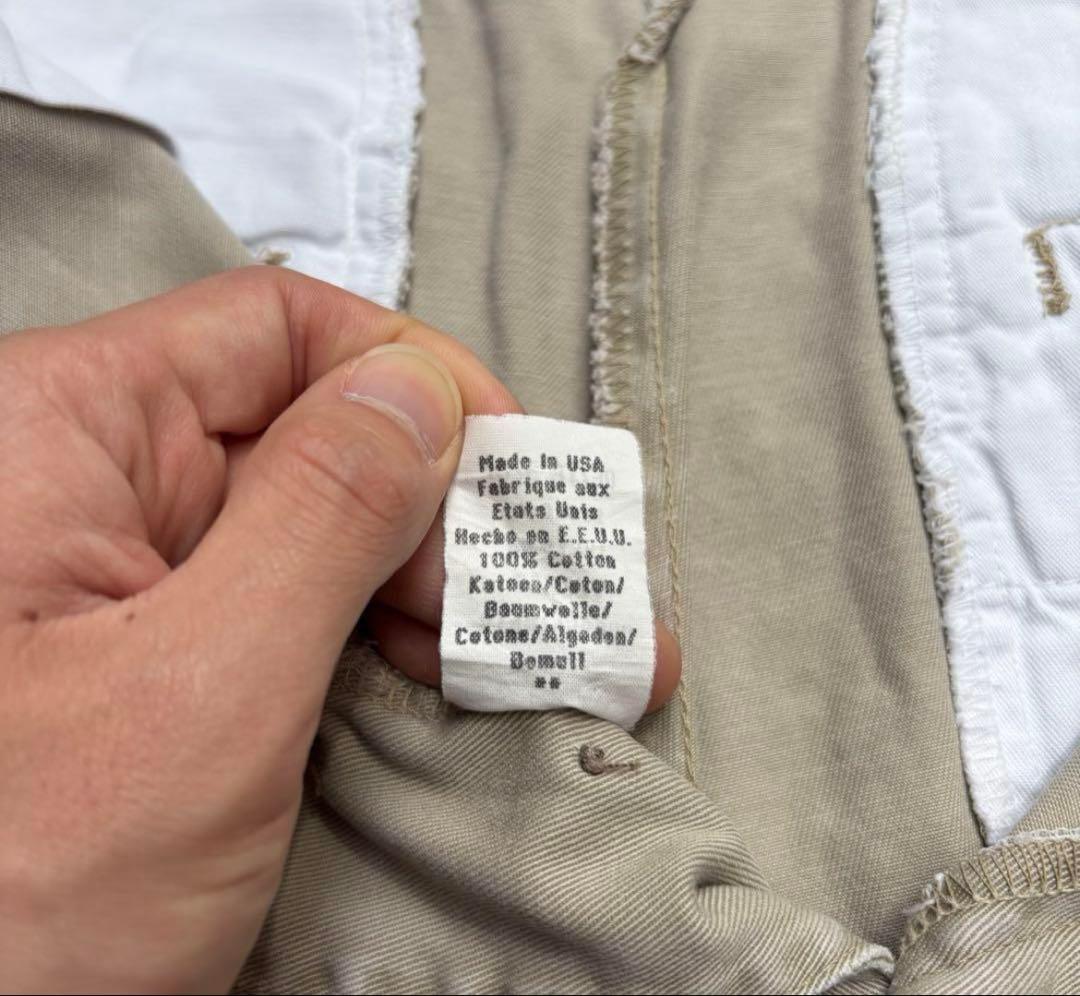 Made in USA
Fabrique aux
Etats Unis
Hecho en E.E.U.U.
100% Cotton
Katoen/Coton/
Baumwolle/
Cotone/Algodon/
Bomull
**